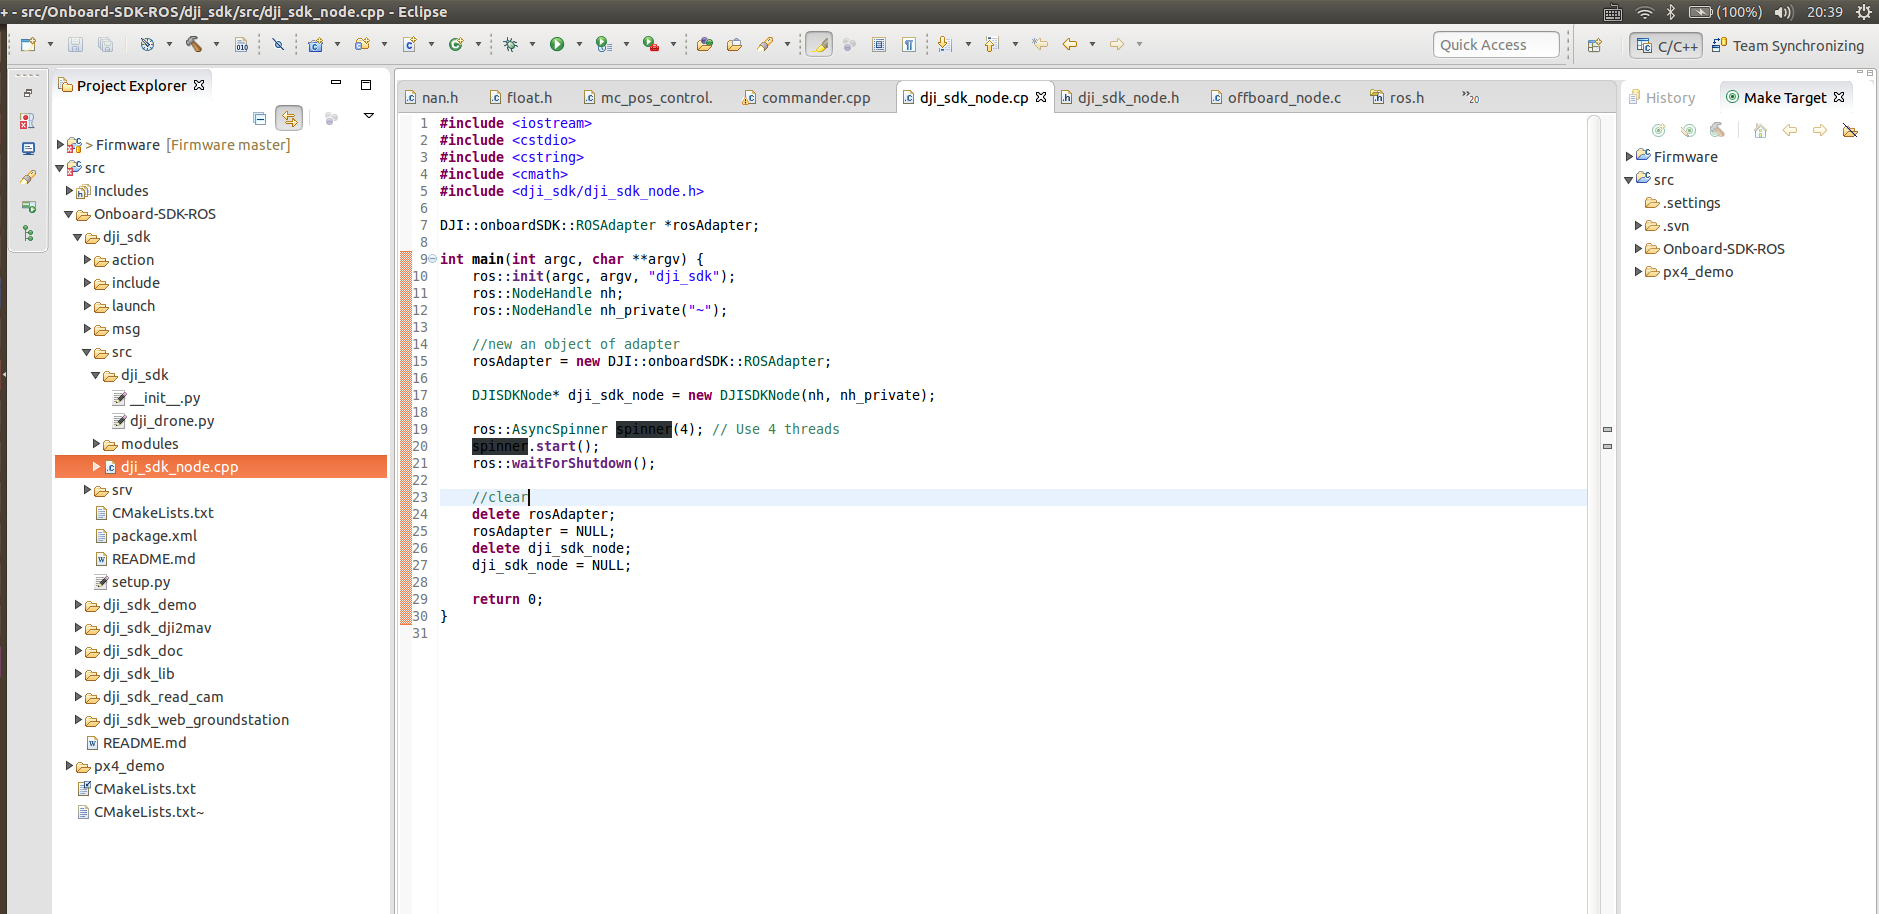 + - src/Onboard-SDK-ROS/dji_sdk/src/dji_sdk_node.cpp - Eclipse
(100%) 20:39
Quick Access
C/C++
Team Synchronizing
Project Explorer
> Firmware [Firmware master]
src
Includes
Onboard-SDK-ROS
dji_sdk
action
include
launch
msg
src
dji_sdk
__init__.py
dji_drone.py
modules
dji_sdk_node.cpp
srv
CMakeLists.txt
package.xml
README.md
setup.py
dji_sdk_demo
dji_sdk_dji2mav
dji_sdk_doc
dji_sdk_lib
dji_sdk_read_cam
dji_sdk_web_groundstation
README.md
px4_demo
CMakeLists.txt
CMakeLists.txt~
nan.h
float.h
mc_pos_control.
commander.cpp
dji_sdk_node.cp
dji_sdk_node.h
offboard_node.c
ros.h
»20
1 #include <iostream>
2 #include <cstdio>
3 #include <cstring>
4 #include <cmath>
5 #include <dji_sdk/dji_sdk_node.h>
6
7 DJI::onboardSDK::ROSAdapter *rosAdapter;
8
9 int main(int argc, char **argv) {
10 ros::init(argc, argv, "dji_sdk");
11 ros::NodeHandle nh;
12 ros::NodeHandle nh_private("~");
13
14 //new an object of adapter
15 rosAdapter = new DJI::onboardSDK::ROSAdapter;
16
17 DJISDKNode* dji_sdk_node = new DJISDKNode(nh, nh_private);
18
19 ros::AsyncSpinner spinner(4); // Use 4 threads
20 spinner.start();
21 ros::waitForShutdown();
22
23 //clear
24 delete rosAdapter;
25 rosAdapter = NULL;
26 delete dji_sdk_node;
27 dji_sdk_node = NULL;
28
29 return 0;
30 }
31
History
Make Target
Firmware
src
.settings
.svn
Onboard-SDK-ROS
px4_demo